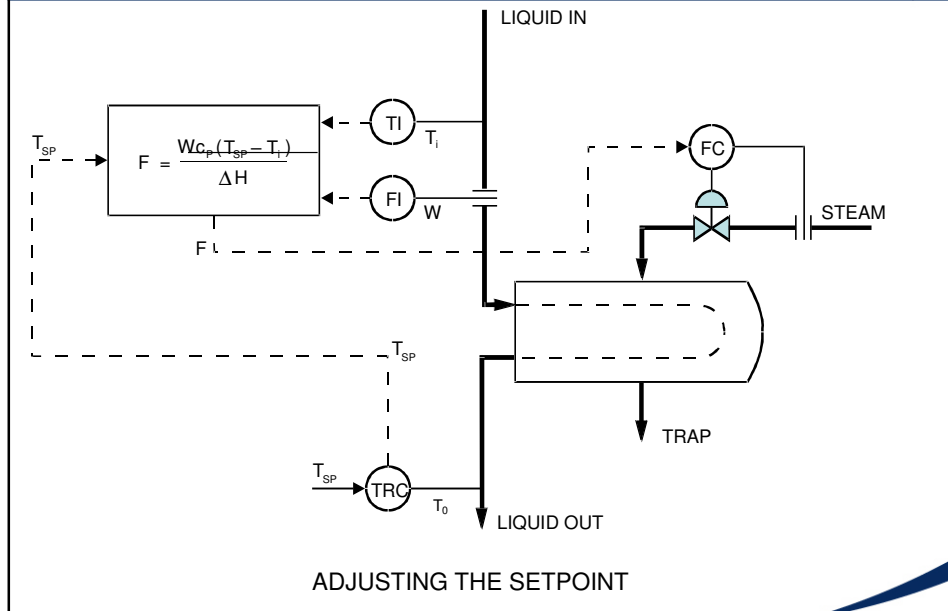 LIQUID IN
TI
T_i
T_SP
F = Wc_P(T_SP – T_i)
ΔH
FC
FI
W
STEAM
F
T_SP
TRAP
T_SP
TRC
T_0
LIQUID OUT
ADJUSTING THE SETPOINT